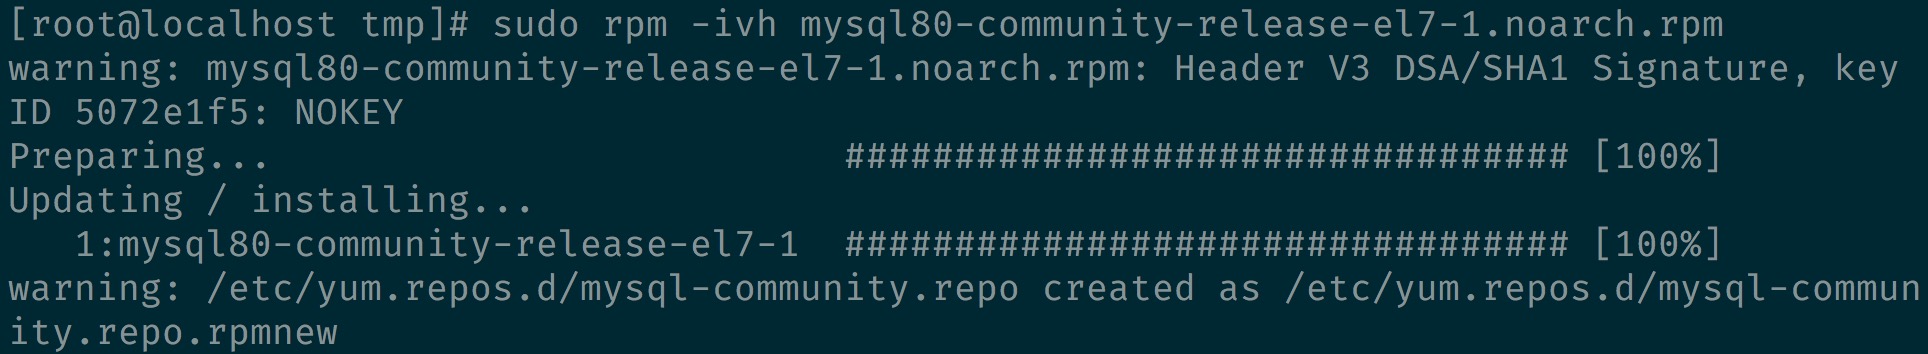 [root@localhost tmp]# sudo rpm -ivh mysql80-community-release-el7-1.noarch.rpm
warning: mysql80-community-release-el7-1.noarch.rpm: Header V3 DSA/SHA1 Signature, key
ID 5072e1f5: NOKEY
Preparing...                          ################################# [100%]
Updating / installing...
   1:mysql80-community-release-el7-1  ################################# [100%]
warning: /etc/yum.repos.d/mysql-community.repo created as /etc/yum.repos.d/mysql-commun
ity.repo.rpmnew